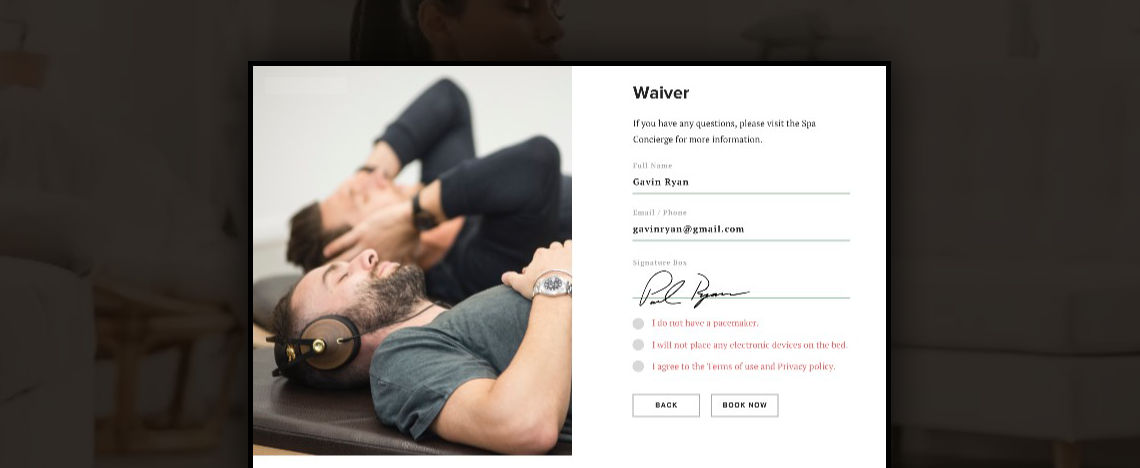 Waiver
If you have any questions, please visit the Spa
Concierge for more information.
Full Name
Gavin Ryan
Email / Phone
gavinryan@gmail.com
Signature Box
Paul Ryan
I do not have a pacemaker.
I will not place any electronic devices on the bed.
I agree to the Terms of use and Privacy policy.
BACK BOOK NOW